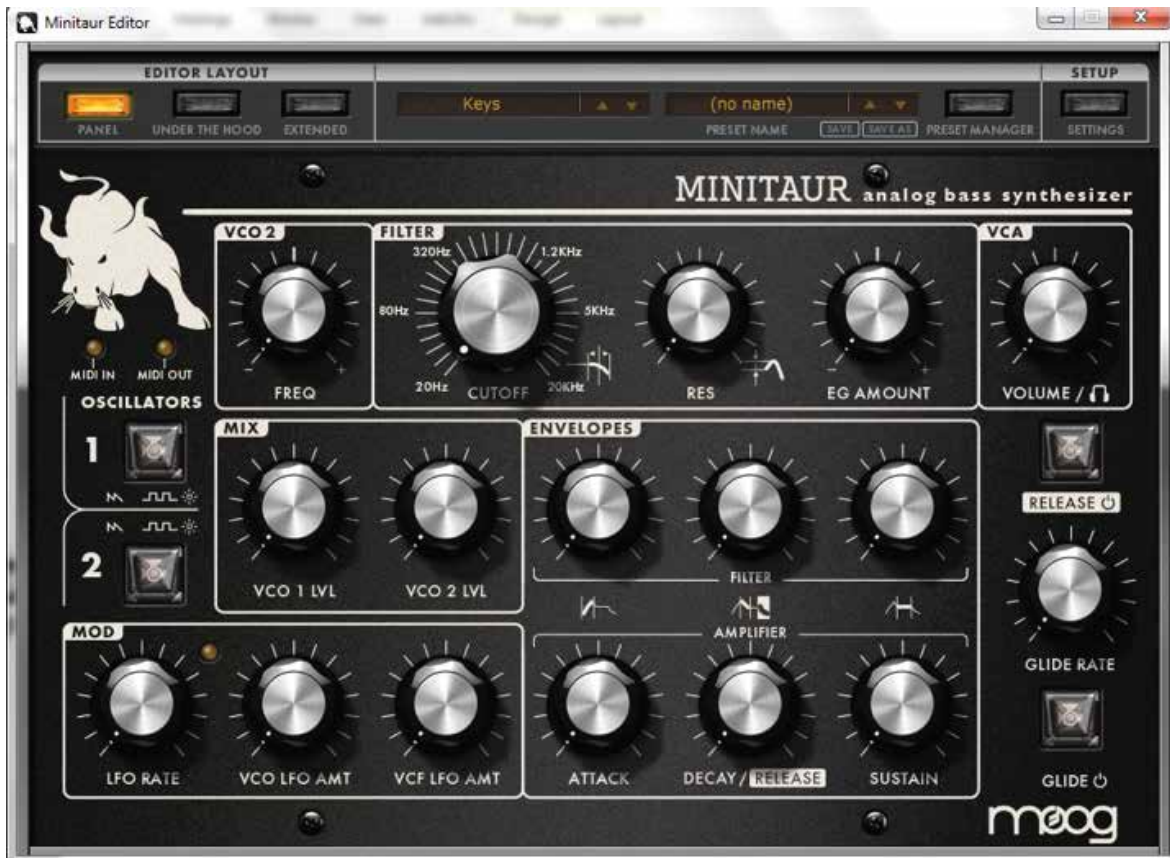 Minitaur Editor
EDITOR LAYOUT
SETUP
Keys
(no name)
PANEL
UNDER THE HOOD
EXTENDED
PRESET NAME
SAVE
SAVE AS
PRESET MANAGER
SETTINGS
MINITAUR analog bass synthesizer
VCO 2
FILTER
VCA
320Hz
1.2KHz
80Hz
5KHz
20Hz
20KHz
- +
- +
FREQ
CUTOFF
RES
EG AMOUNT
VOLUME /
MIDI IN
MIDI OUT
OSCILLATORS
1
2
MIX
VCO 1 LVL
VCO 2 LVL
ENVELOPES
FILTER
AMPLIFIER
ATTACK
DECAY / RELEASE
SUSTAIN
RELEASE
GLIDE RATE
GLIDE
MOD
LFO RATE
VCO LFO AMT
VCF LFO AMT
moog